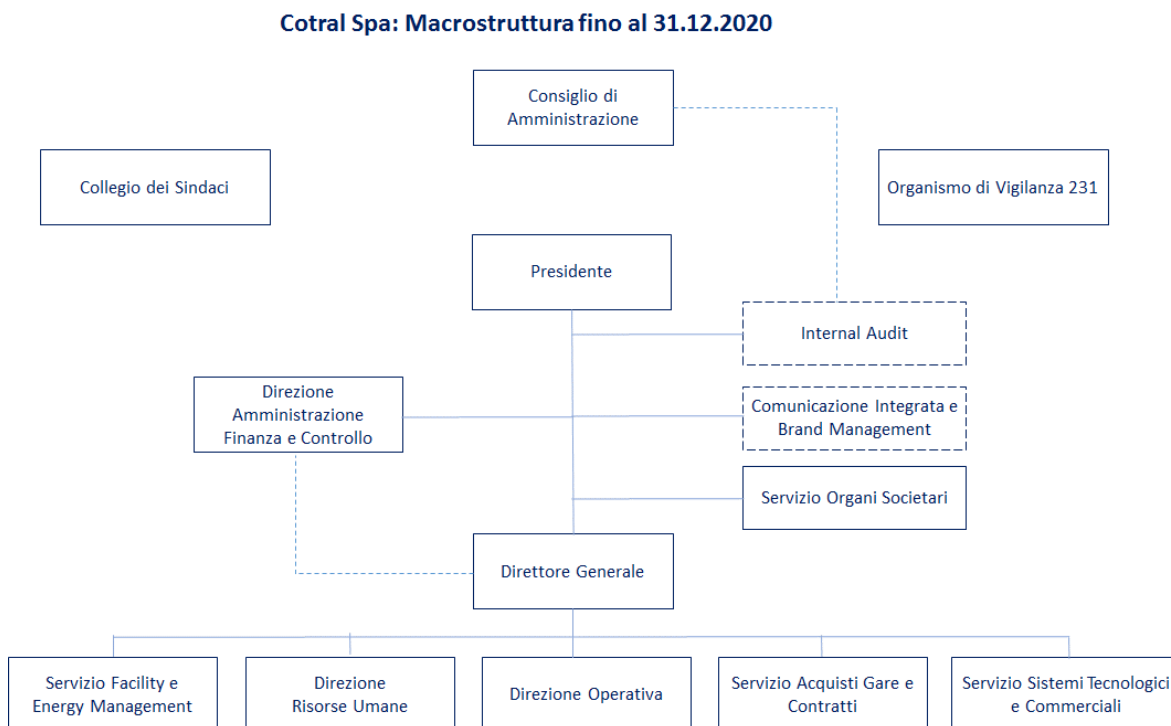 Cotral Spa: Macrostruttura fino al 31.12.2020
Consiglio di
Amministrazione
Collegio dei Sindaci
Organismo di Vigilanza 231
Presidente
Internal Audit
Direzione
Amministrazione
Finanza e Controllo
Comunicazione Integrata e
Brand Management
Servizio Organi Societari
Direttore Generale
Servizio Facility e
Energy Management
Direzione
Risorse Umane
Direzione Operativa
Servizio Acquisti Gare e
Contratti
Servizio Sistemi Tecnologici
e Commerciali